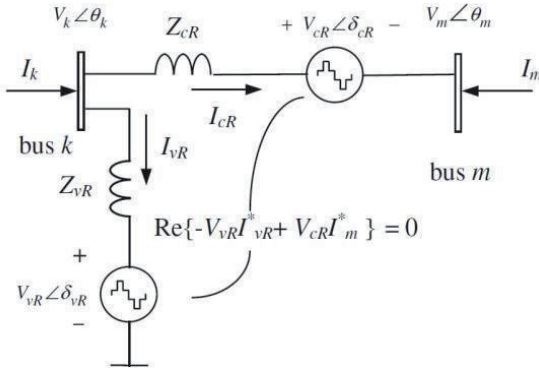 V_k∠θ_k
Z_cR
+ V_cR∠δ_cR −
V_m∠θ_m
I_k
I_cR
I_m
bus k
I_vR
bus m
Z_vR
Re{-V_vR I*_vR + V_cR I*_m } = 0
+
V_vR∠δ_vR
−